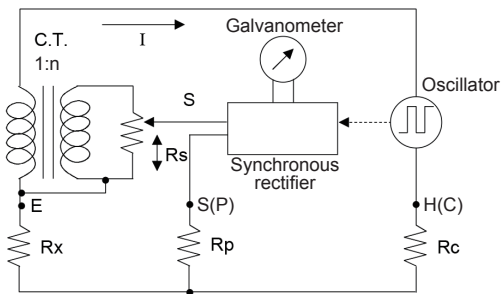 Galvanometer
C.T.
1:n
I
Oscillator
S
Rs
Synchronous
rectifier
E
S(P)
H(C)
Rx
Rp
Rc